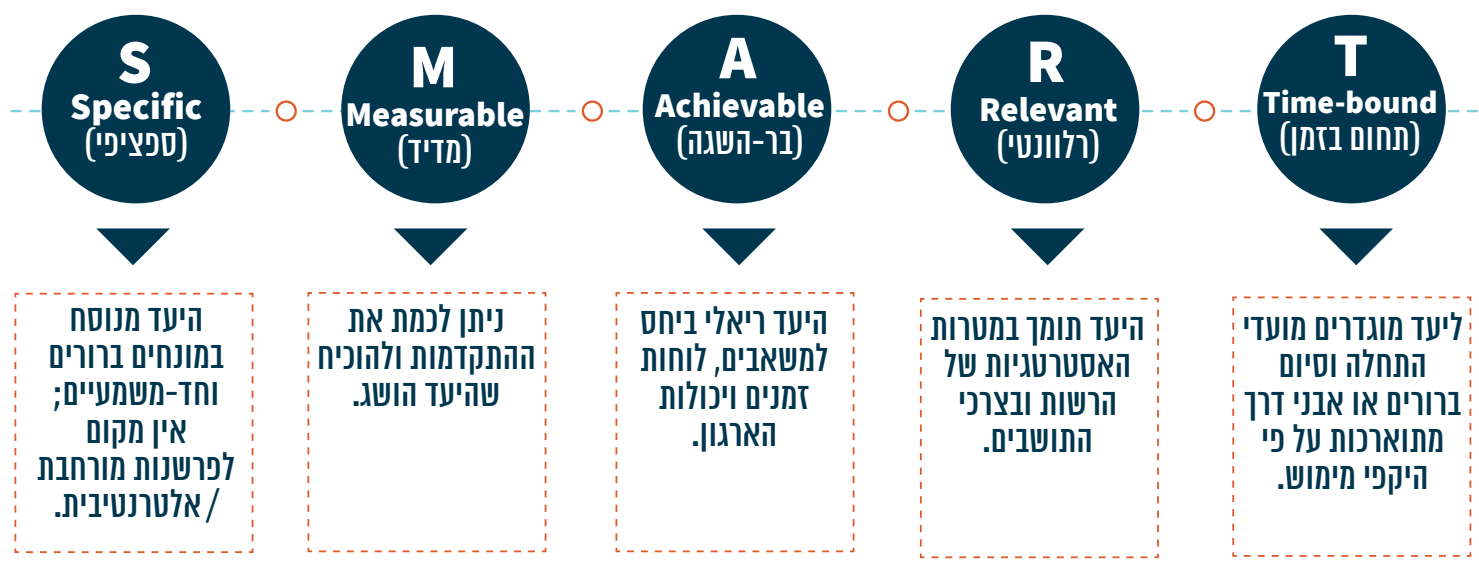 S
Specific
(ספציפי)
היעד מנוסח
במונחים ברורים
וחד-משמעיים;
אין מקום
לפרשנות מורחבת
/אלטרנטיבית.
M
Measurable
(מדיד)
ניתן לכמת את
ההתקדמות ולהוכיח
שהיעד הושג.
A
Achievable
(בר-השגה)
היעד ריאלי ביחס
למשאבים, לוחות
זמנים ויכולות
הארגון.
R
Relevant
(רלוונטי)
היעד תומך במטרות
האסטרטגיות של
הרשות ובצרכי
התושבים.
T
Time-bound
(תחום בזמן)
ליעד מוגדרים מועדי
התחלה וסיום
ברורים או אבני דרך
מתוארכות על פי
היקפי מימוש.